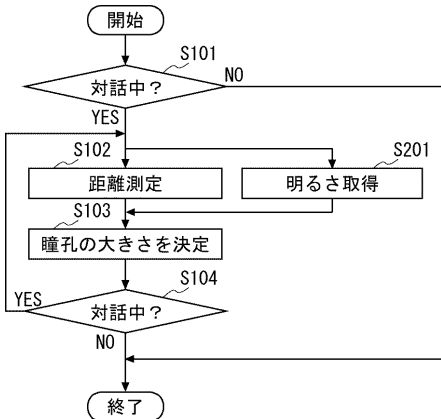 開始
S101
対話中？
NO
YES
S102
S201
距離測定
明るさ取得
S103
瞳孔の大きさを決定
S104
YES
対話中？
NO
終了